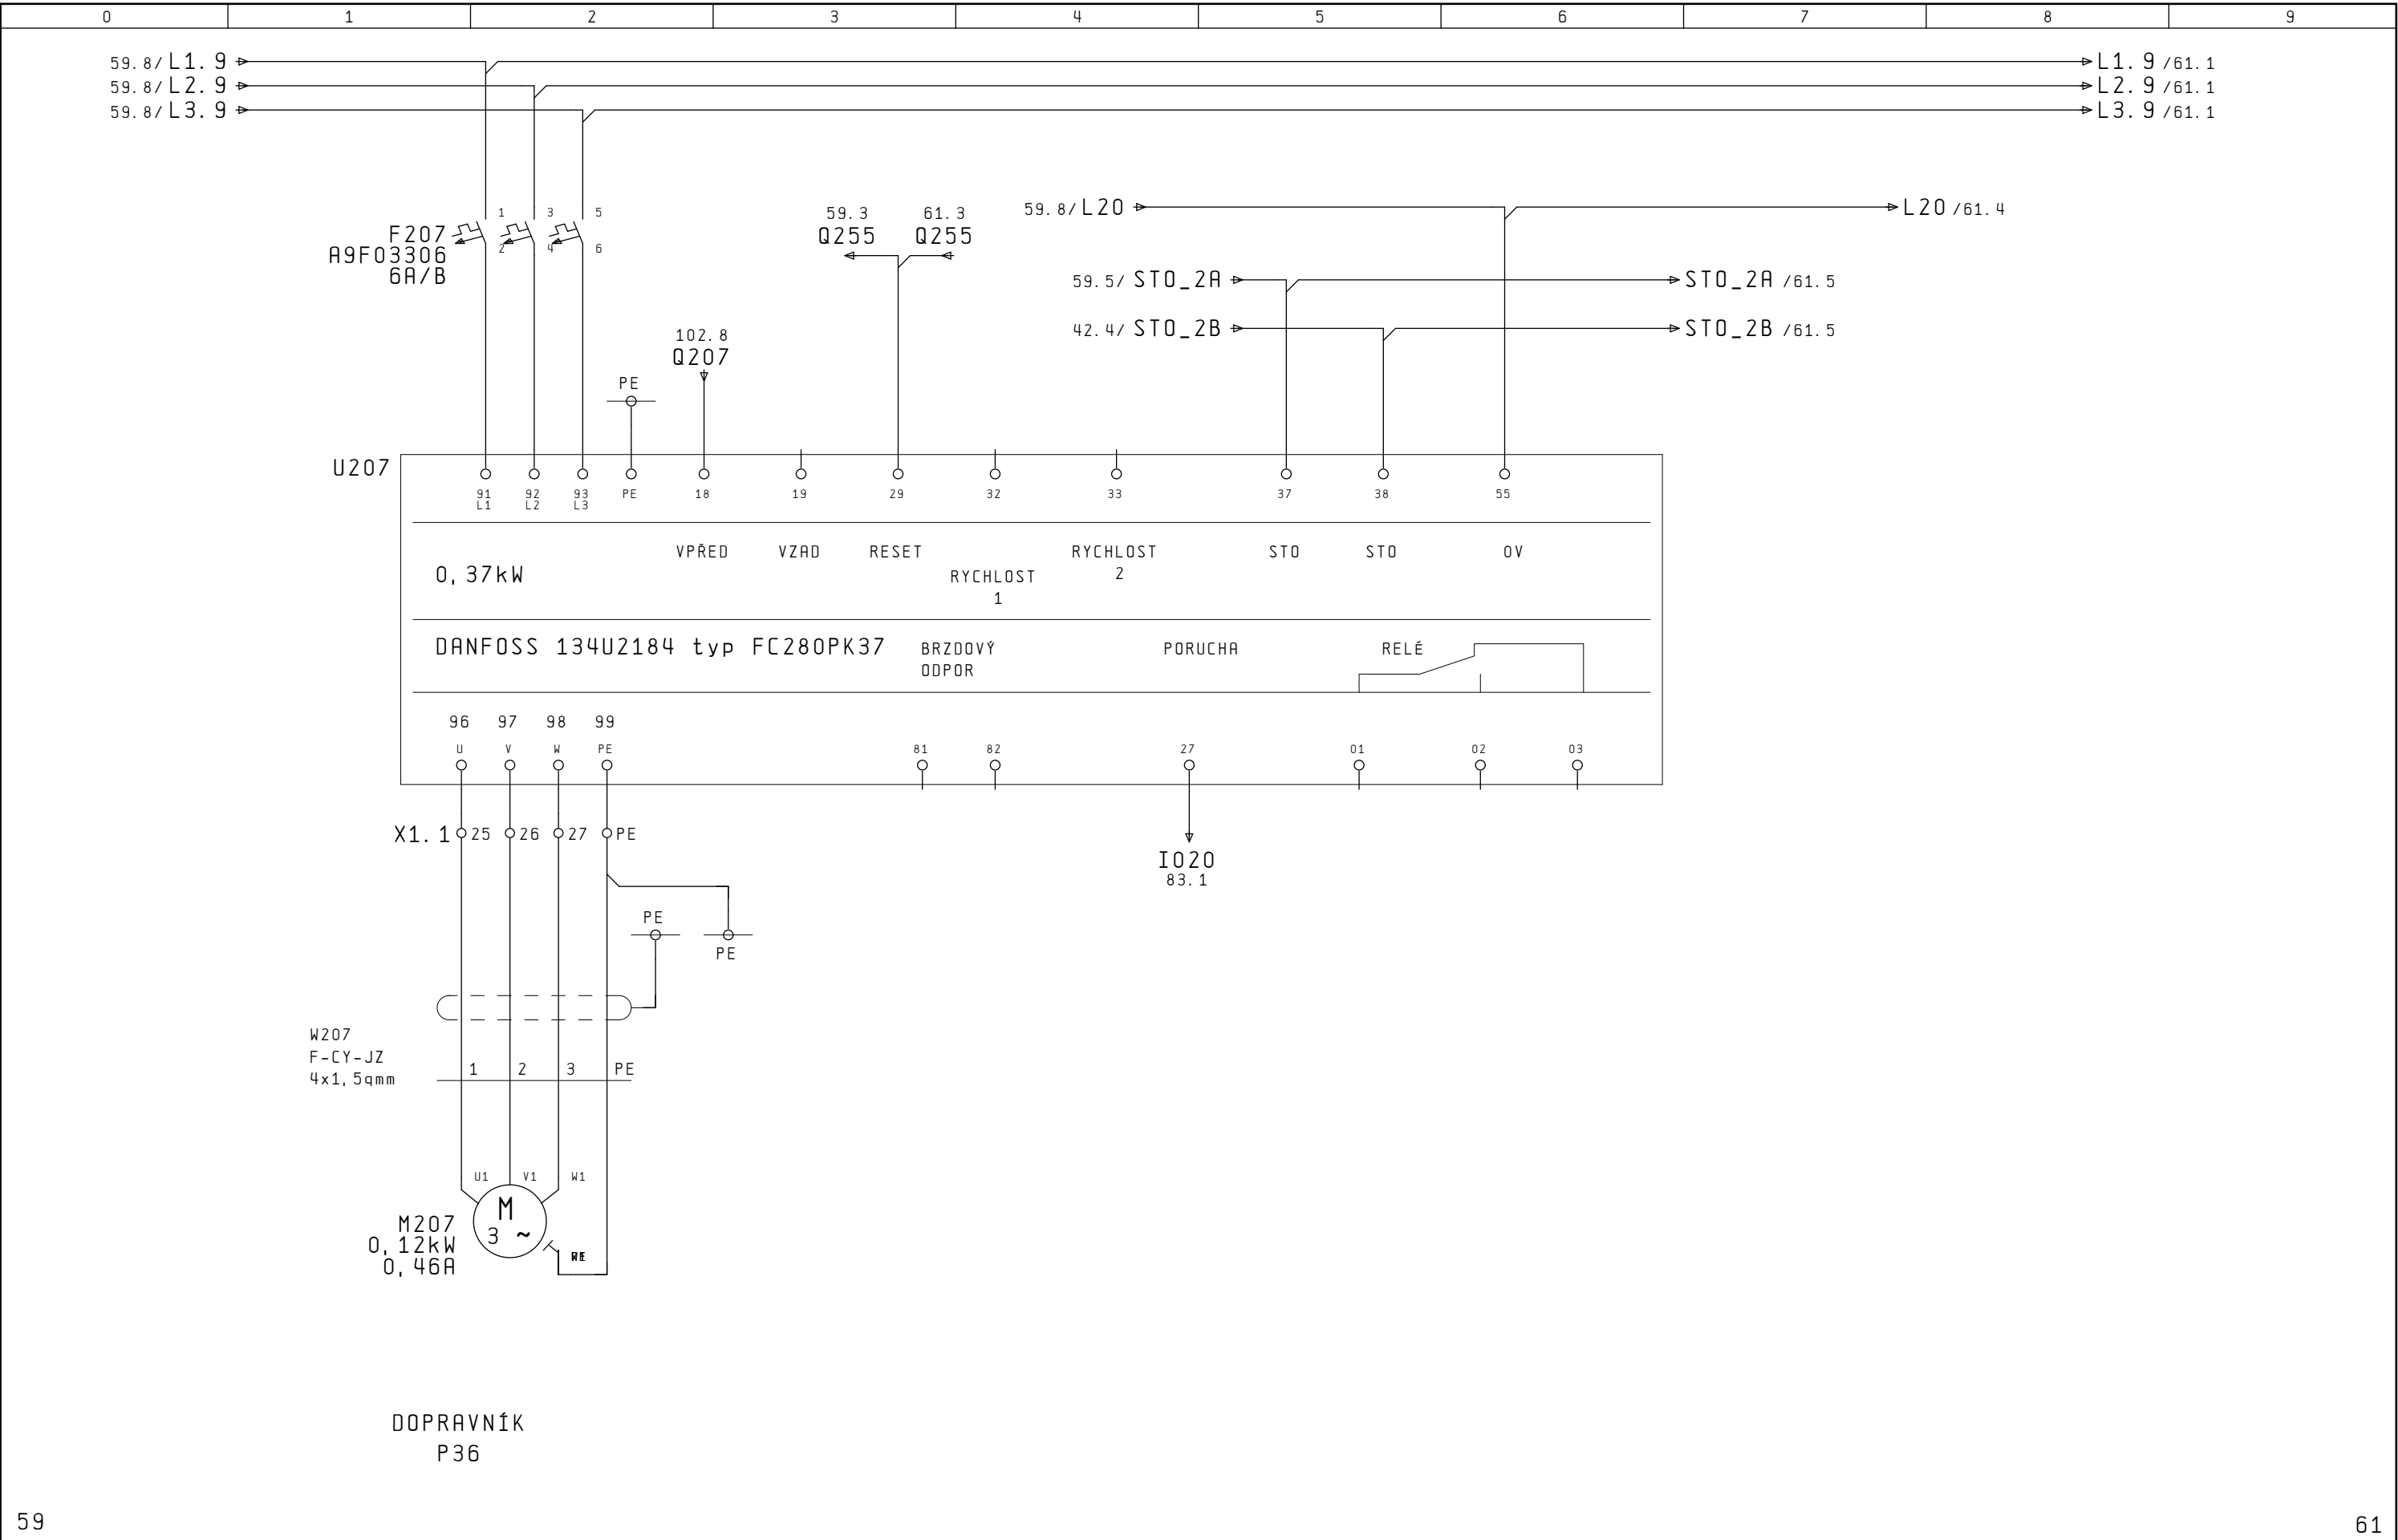 0 1 2 3 4 5 6 7 8 9
59.8/L1.9 L1.9/61.1
59.8/L2.9 L2.9/61.1
59.8/L3.9 L3.9/61.1
59.3 61.3
Q255 Q255
59.8/L20 L20/61.4
1 3 5
2 4 6
F207
A9F03306
6A/B
59.5/ STO_2A STO_2A /61.5
42.4/ STO_2B STO_2B /61.5
102.8
Q207
PE
U207
91 92 93 PE 18 19 29 32 33 37 38 55
L1 L2 L3
VPŘED VZAD RESET RYCHLOST STO STO 0V
0,37kW RYCHLOST 2
1
DANFOSS 134U2184 typ FC280PK37 BRZDOVÝ PORUCHA RELÉ
ODPOR
96 97 98 99
U V W PE 81 82 27 01 02 03
X1.1 25 26 27 PE
I020
83.1
PE
PE
W207
F-CY-JZ
4x1,5qmm
1 2 3 PE
U1 V1 W1
M
3 ~
M207
0,12kW
0,46A
DOPRAVNÍK
P36
59 61